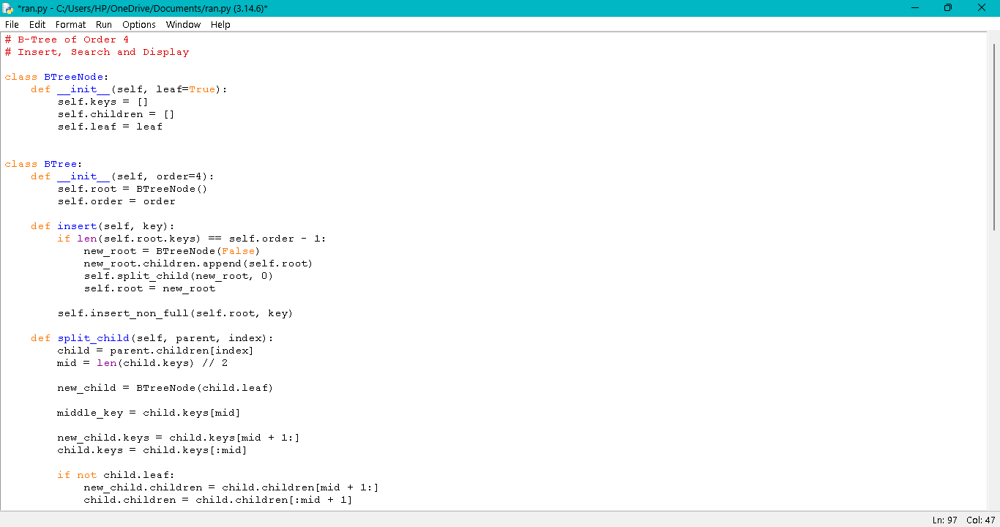 *ran.py - C:/Users/HP/OneDrive/Documents/ran.py (3.14.6)*
File Edit Format Run Options Window Help
# B-Tree of Order 4
# Insert, Search and Display

class BTreeNode:
    def __init__(self, leaf=True):
        self.keys = []
        self.children = []
        self.leaf = leaf


class BTree:
    def __init__(self, order=4):
        self.root = BTreeNode()
        self.order = order

    def insert(self, key):
        if len(self.root.keys) == self.order - 1:
            new_root = BTreeNode(False)
            new_root.children.append(self.root)
            self.split_child(new_root, 0)
            self.root = new_root

        self.insert_non_full(self.root, key)

    def split_child(self, parent, index):
        child = parent.children[index]
        mid = len(child.keys) // 2

        new_child = BTreeNode(child.leaf)

        middle_key = child.keys[mid]

        new_child.keys = child.keys[mid + 1:]
        child.keys = child.keys[:mid]

        if not child.leaf:
            new_child.children = child.children[mid + 1:]
            child.children = child.children[:mid + 1]
Ln: 97 Col: 47